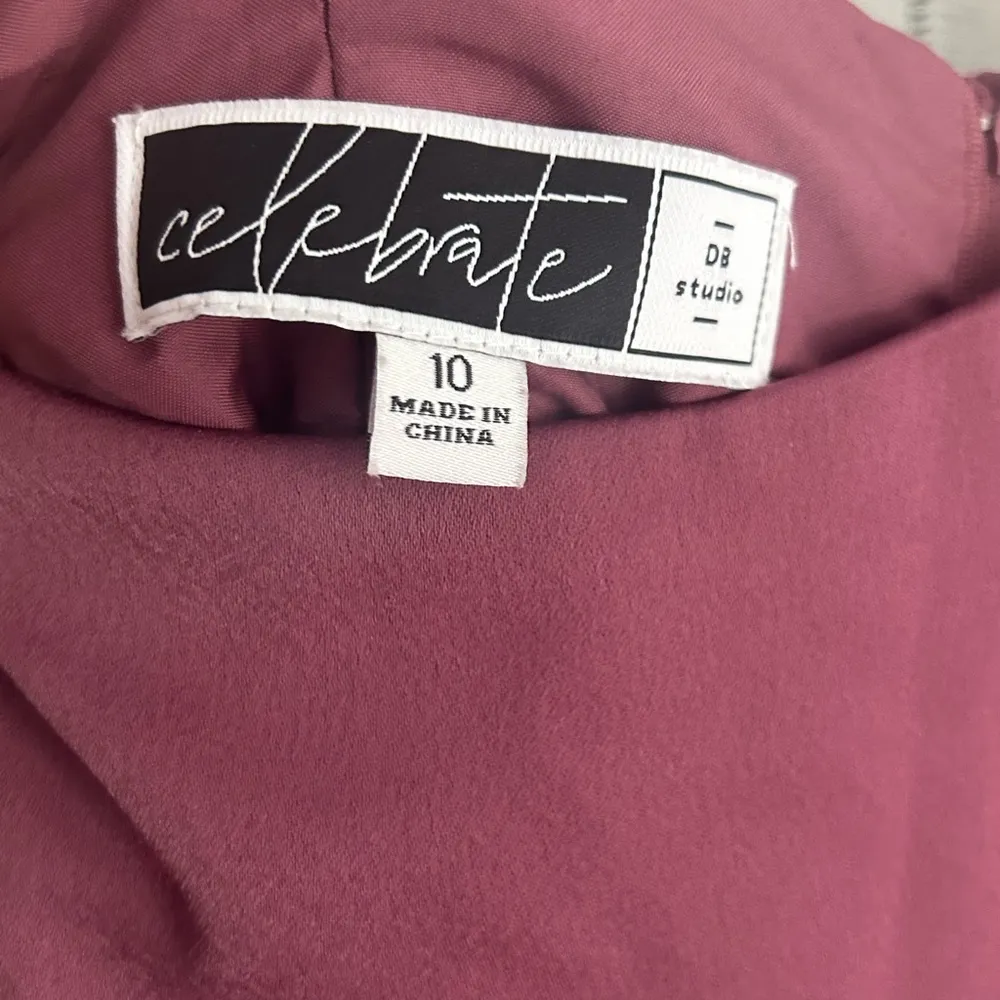 celebrate
DB
studio
10
MADE IN
CHINA